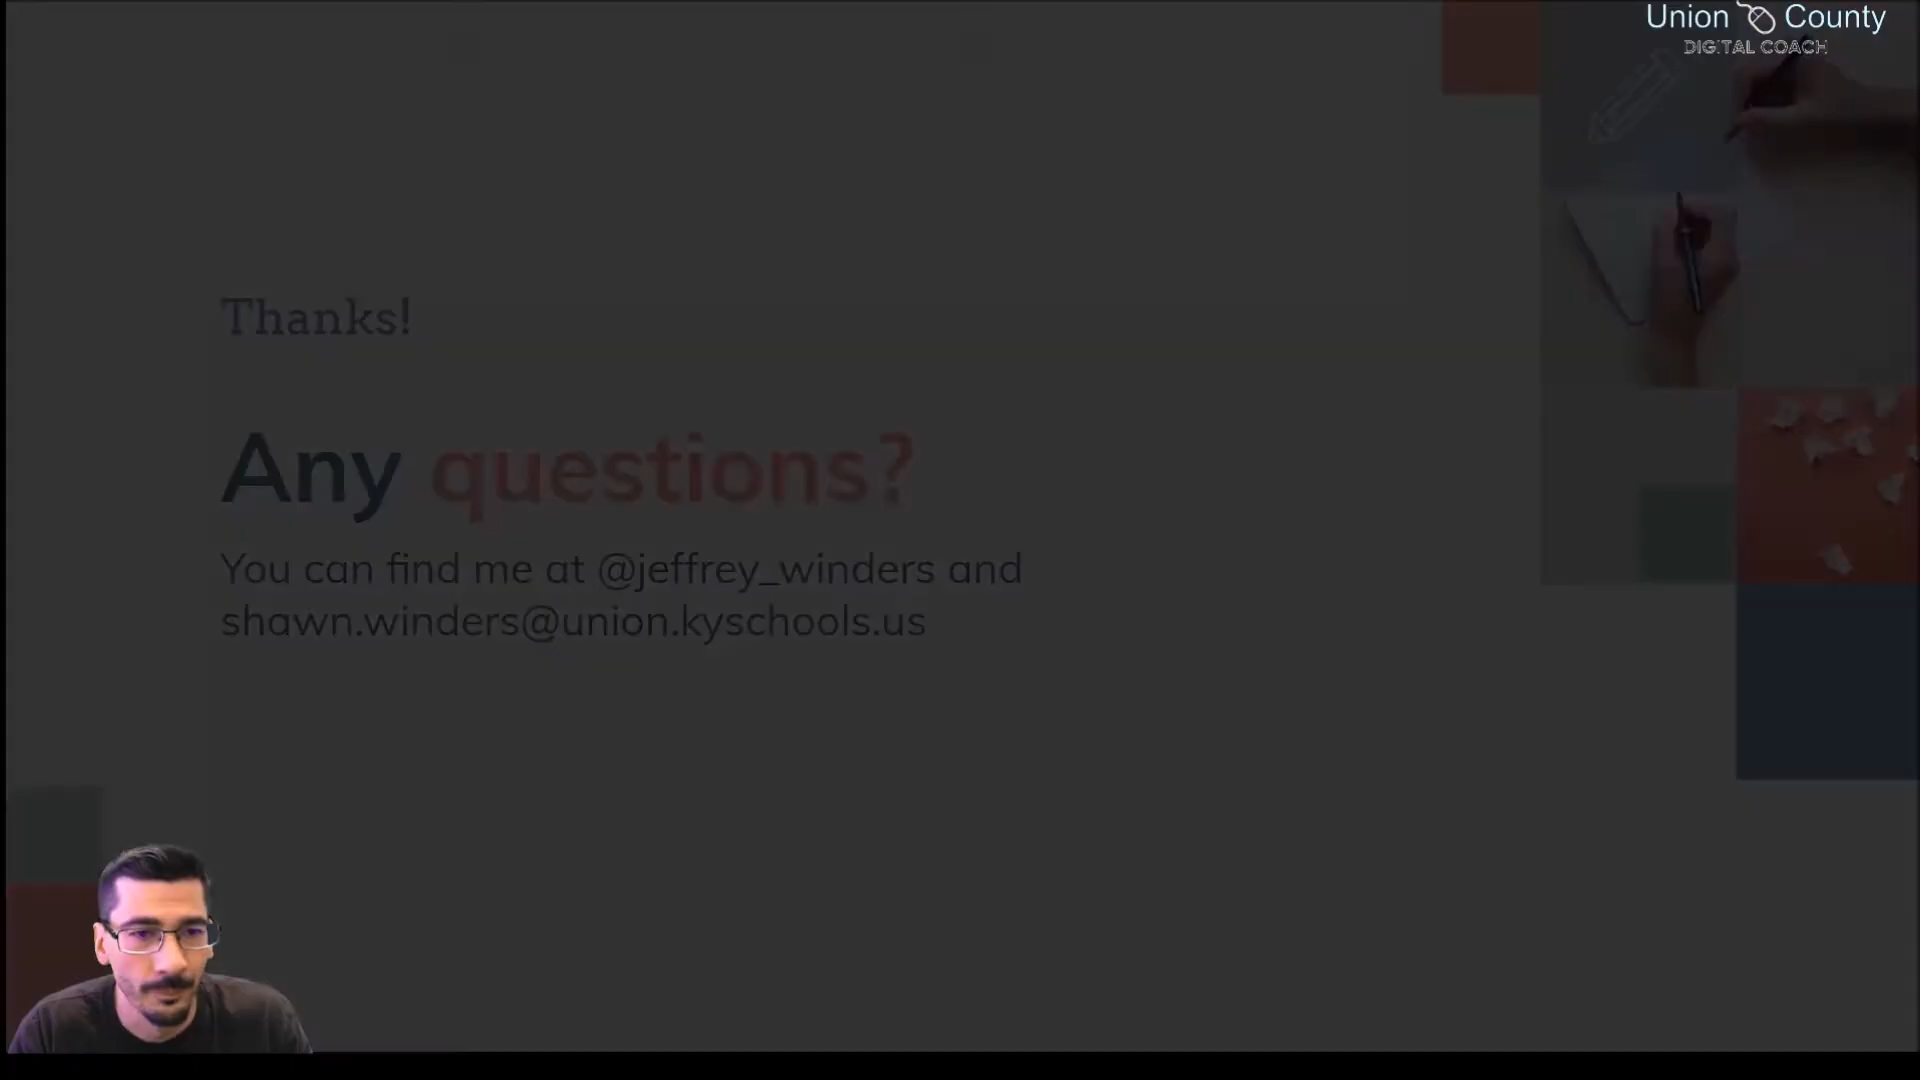 Union County
DIGITAL COACH
Thanks!
Any questions?
You can find me at @jeffrey_winders and
shawn.winders@union.kyschools.us